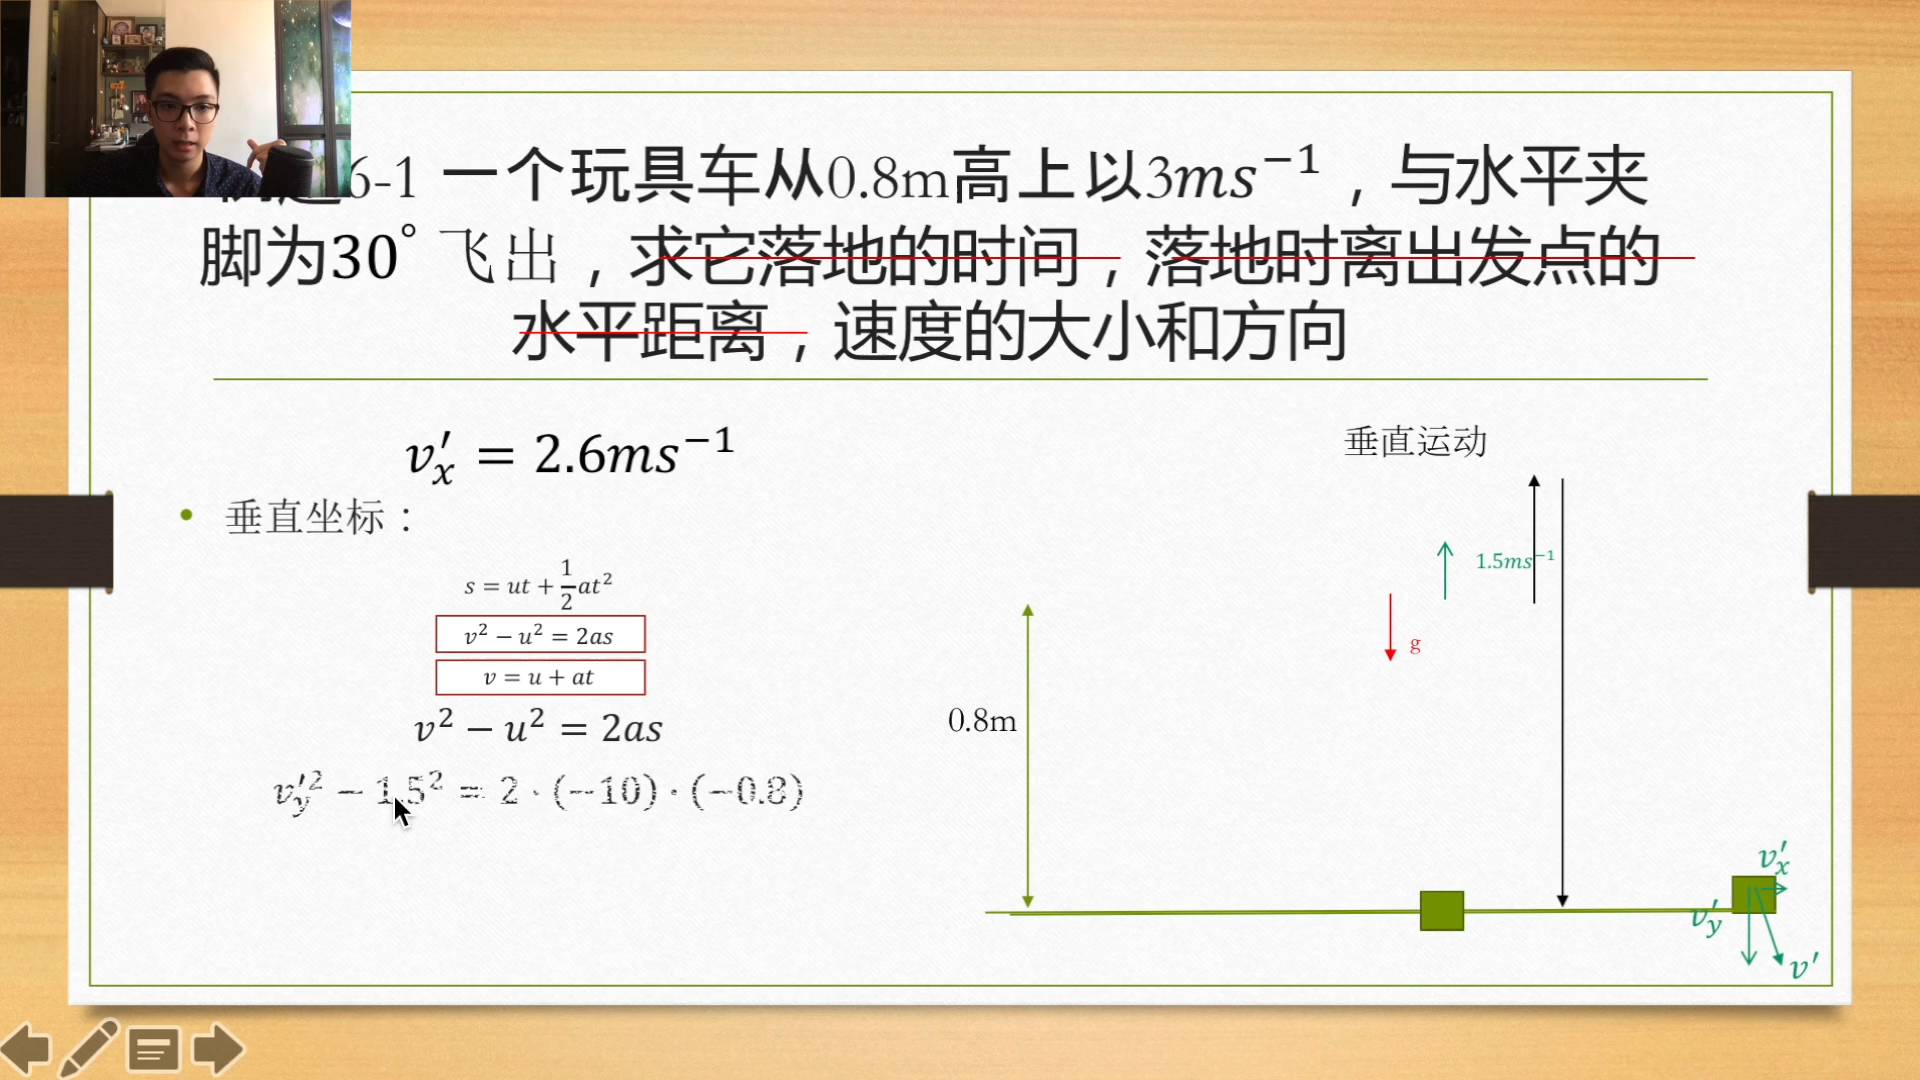 6-1 一个玩具车从0.8m高上以3ms⁻¹，与水平夹
脚为30° 飞出，求它落地的时间，落地时离出发点的
水平距离，速度的大小和方向
v′ₓ = 2.6ms⁻¹
• 垂直坐标：
s = ut + 1/2 at²
v² − u² = 2as
v = u + at
v² − u² = 2as
v′ᵧ² − 1.5² = 2 · (−10) · (−0.8)
垂直运动
1.5ms⁻¹
g
0.8m
v′ₓ
v′ᵧ
v′